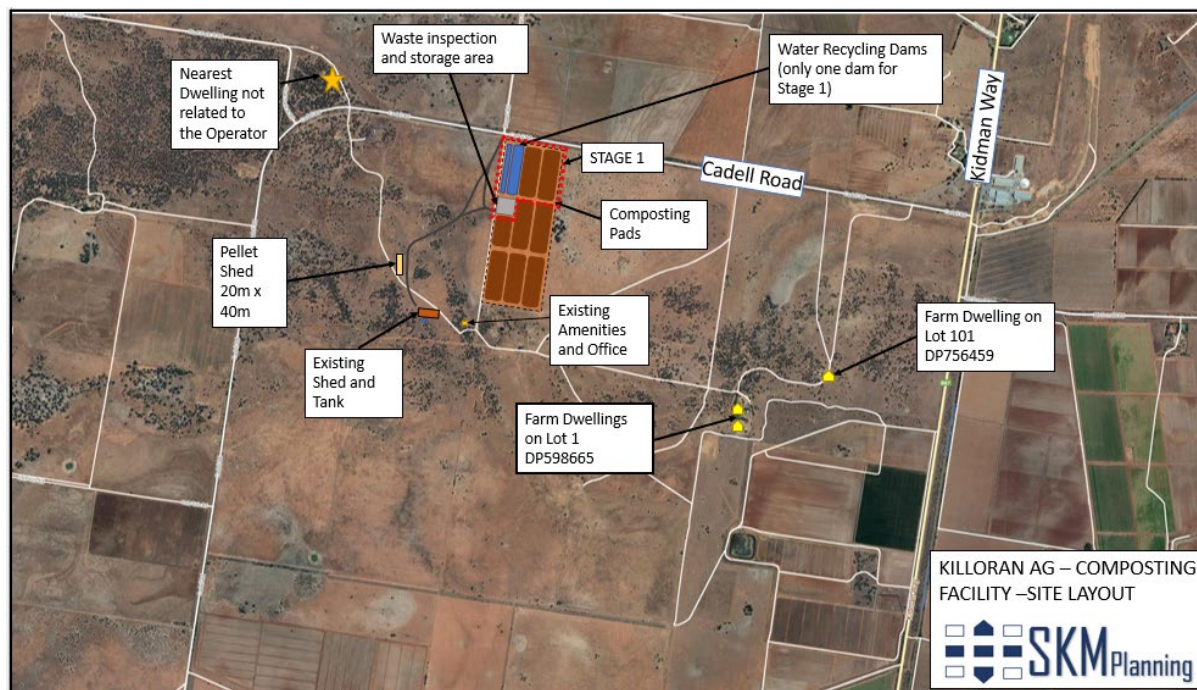 Waste inspection
and storage area
Water Recycling Dams
(only one dam for
Stage 1)
Nearest
Dwelling not
related to
the Operator
STAGE 1
Cadell Road
Kidman Way
Composting
Pads
Pellet
Shed
20m x
40m
Existing
Amenities
and Office
Existing
Shed and
Tank
Farm Dwelling on
Lot 101
DP756459
Farm Dwellings
on Lot 1
DP598665
KILLORAN AG – COMPOSTING
FACILITY –SITE LAYOUT
SKM Planning